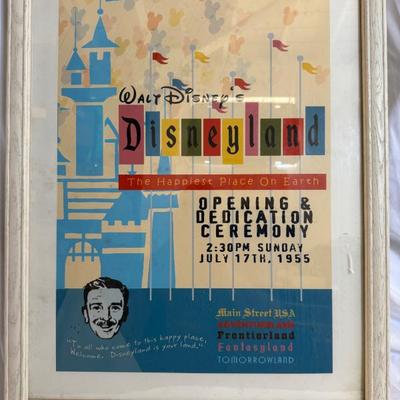 Walt Disney's
Disneyland
The Happiest Place On Earth
OPENING &
DEDICATION
CEREMONY
2:30PM SUNDAY
JULY 17TH, 1955
Main Street USA
ADVENTURELAND
Frontierland
Fantasyland
TOMORROWLAND
"To all who come to this happy place,
Welcome. Disneyland is your land."